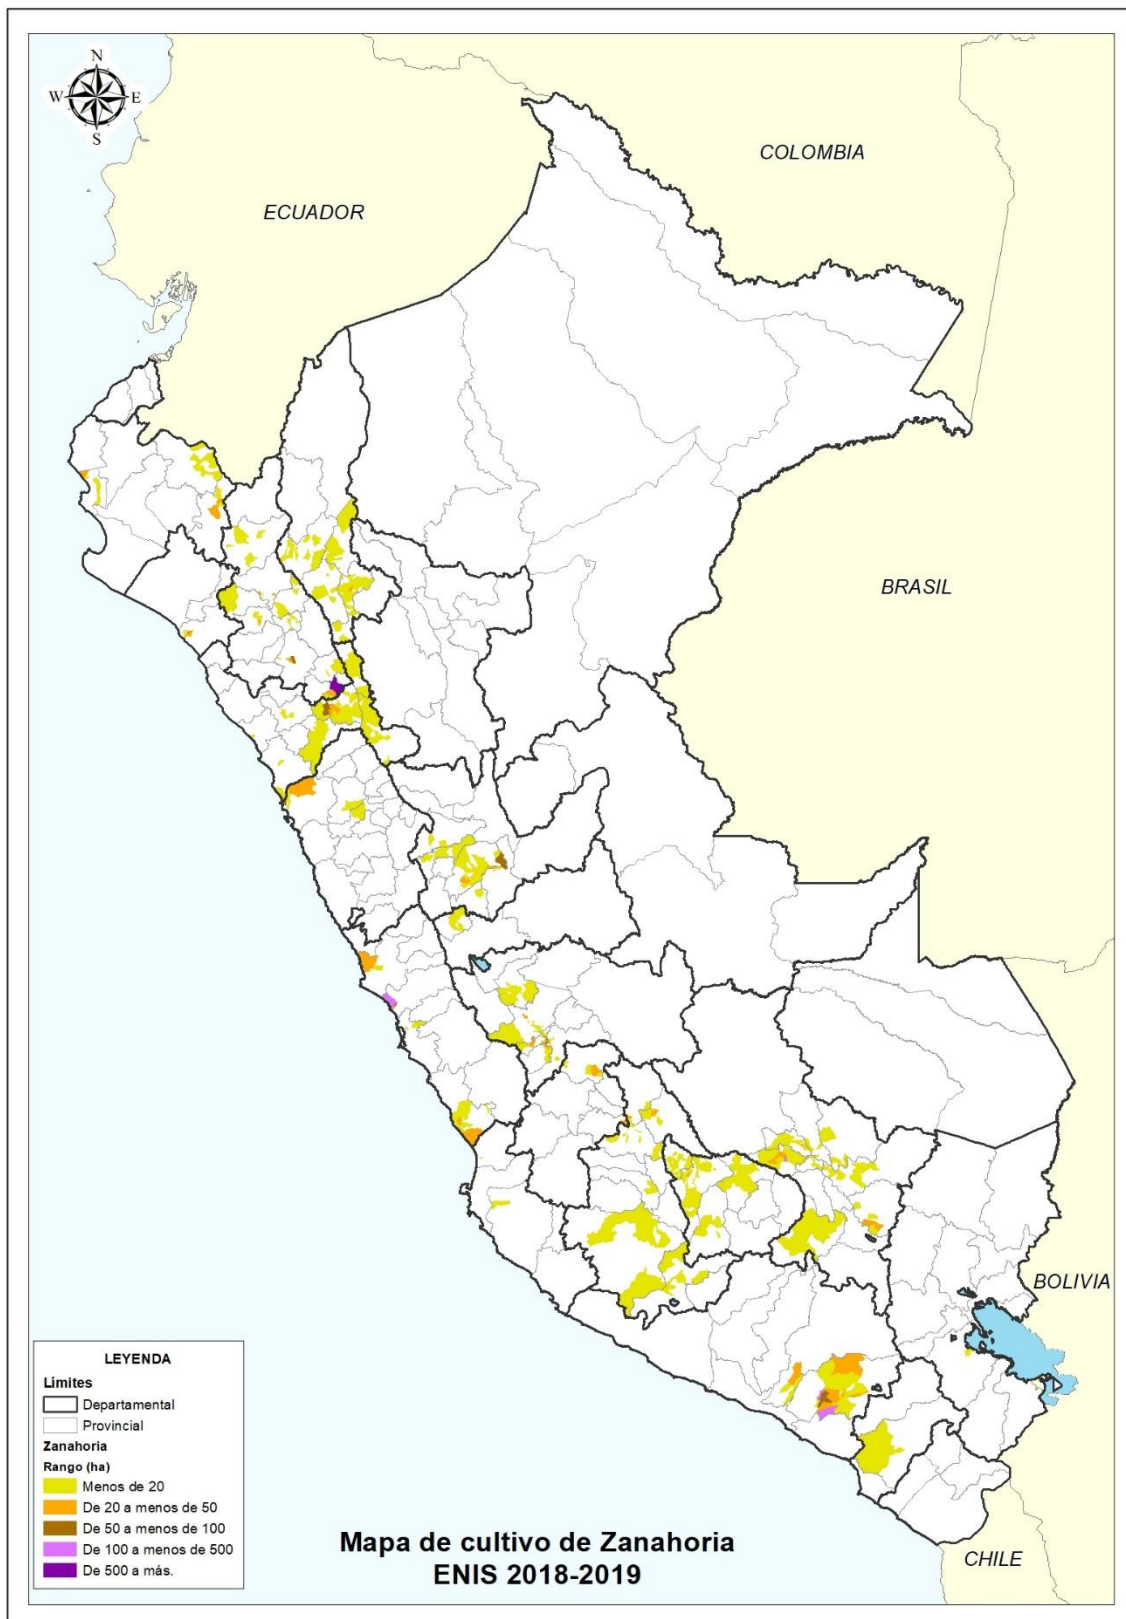 N
W E
S
COLOMBIA
ECUADOR
BRASIL
BOLIVIA
LEYENDA
Limites
Departamental
Provincial
Zanahoria
Rango (ha)
Menos de 20
De 20 a menos de 50
De 50 a menos de 100
De 100 a menos de 500
De 500 a más.
Mapa de cultivo de Zanahoria
ENIS 2018-2019
CHILE